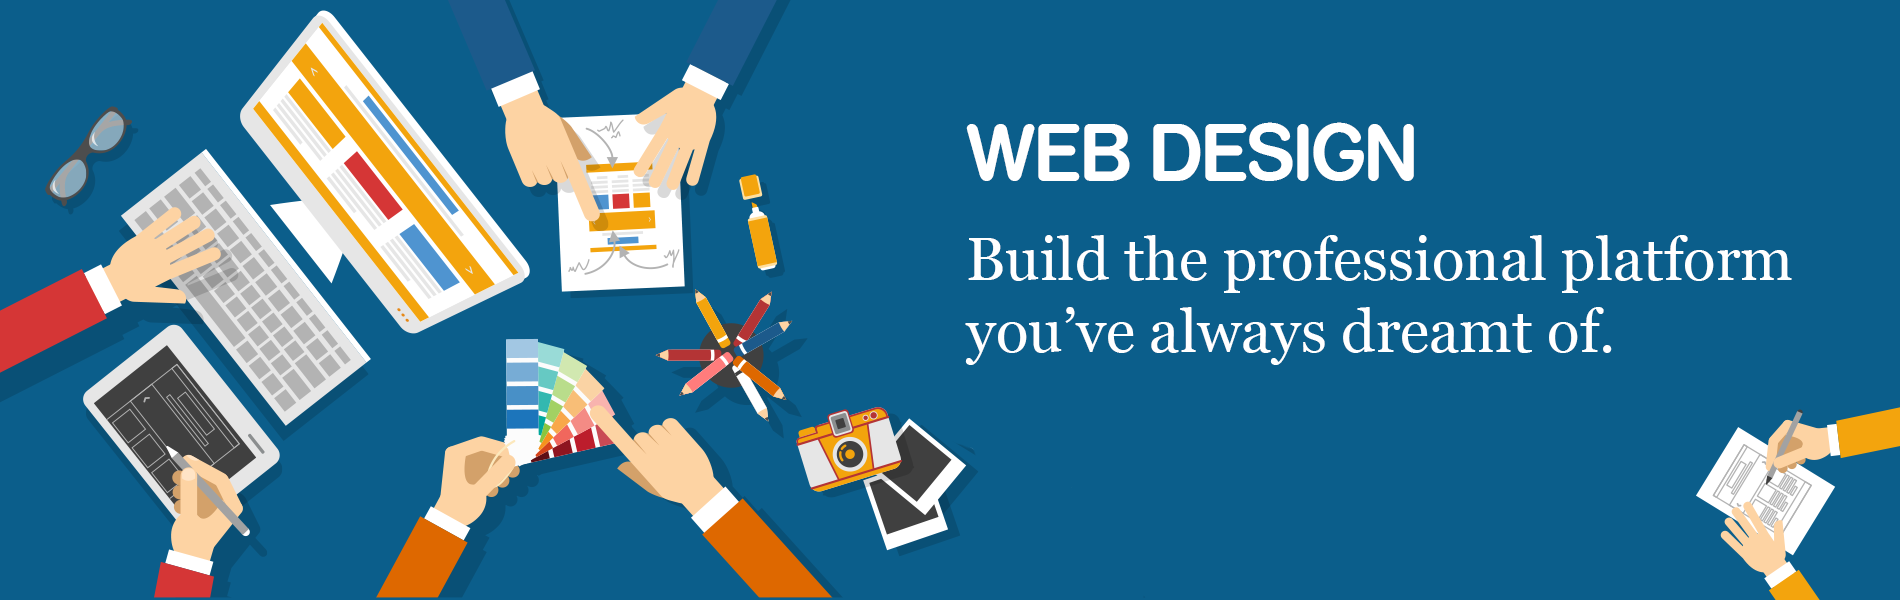 WEB DESIGN
Build the professional platform
you’ve always dreamt of.